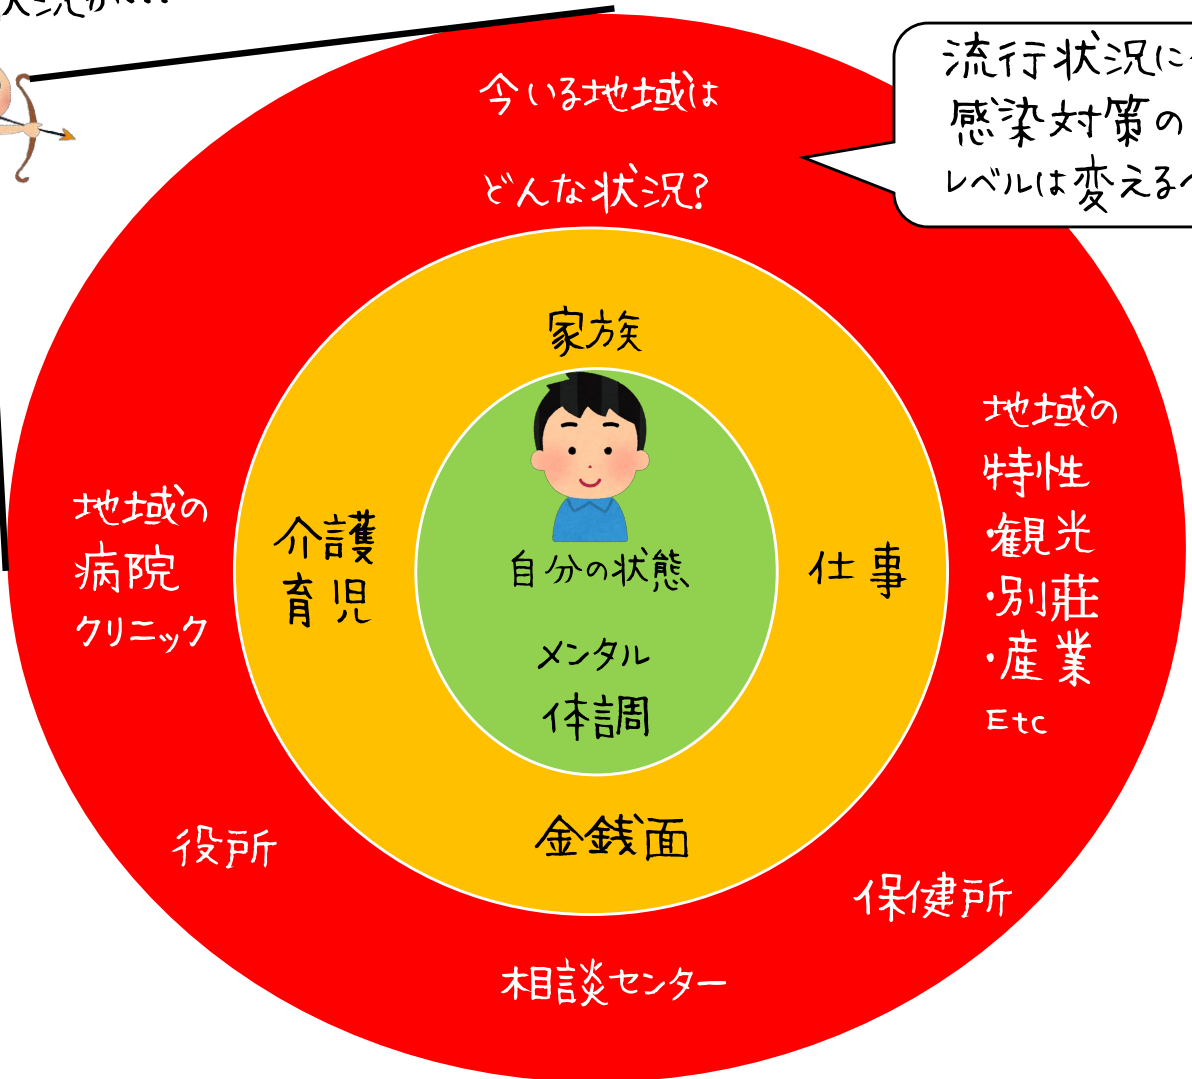 流行状況に
感染対策の
レベルは変える
今いる地域は
どんな状況?
家族
地域の
特性
・観光
・別荘
・産業
Etc
地域の
病院
クリニック
介護
育児
自分の状態
メンタル
体調
仕事
金銭面
役所
保健所
相談センター